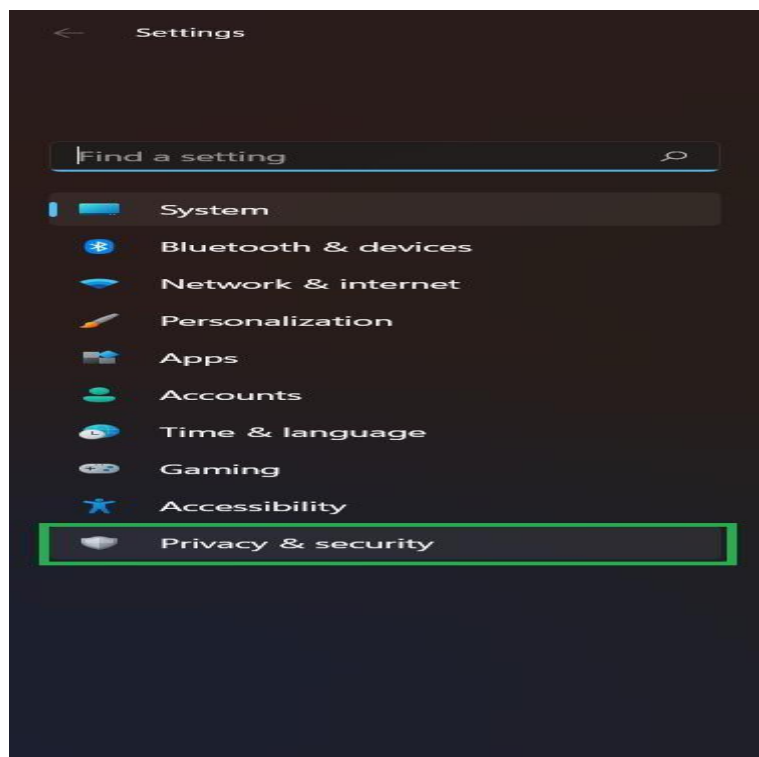 Settings
Find a setting
System
Bluetooth & devices
Network & internet
Personalization
Apps
Accounts
Time & language
Gaming
Accessibility
Privacy & security